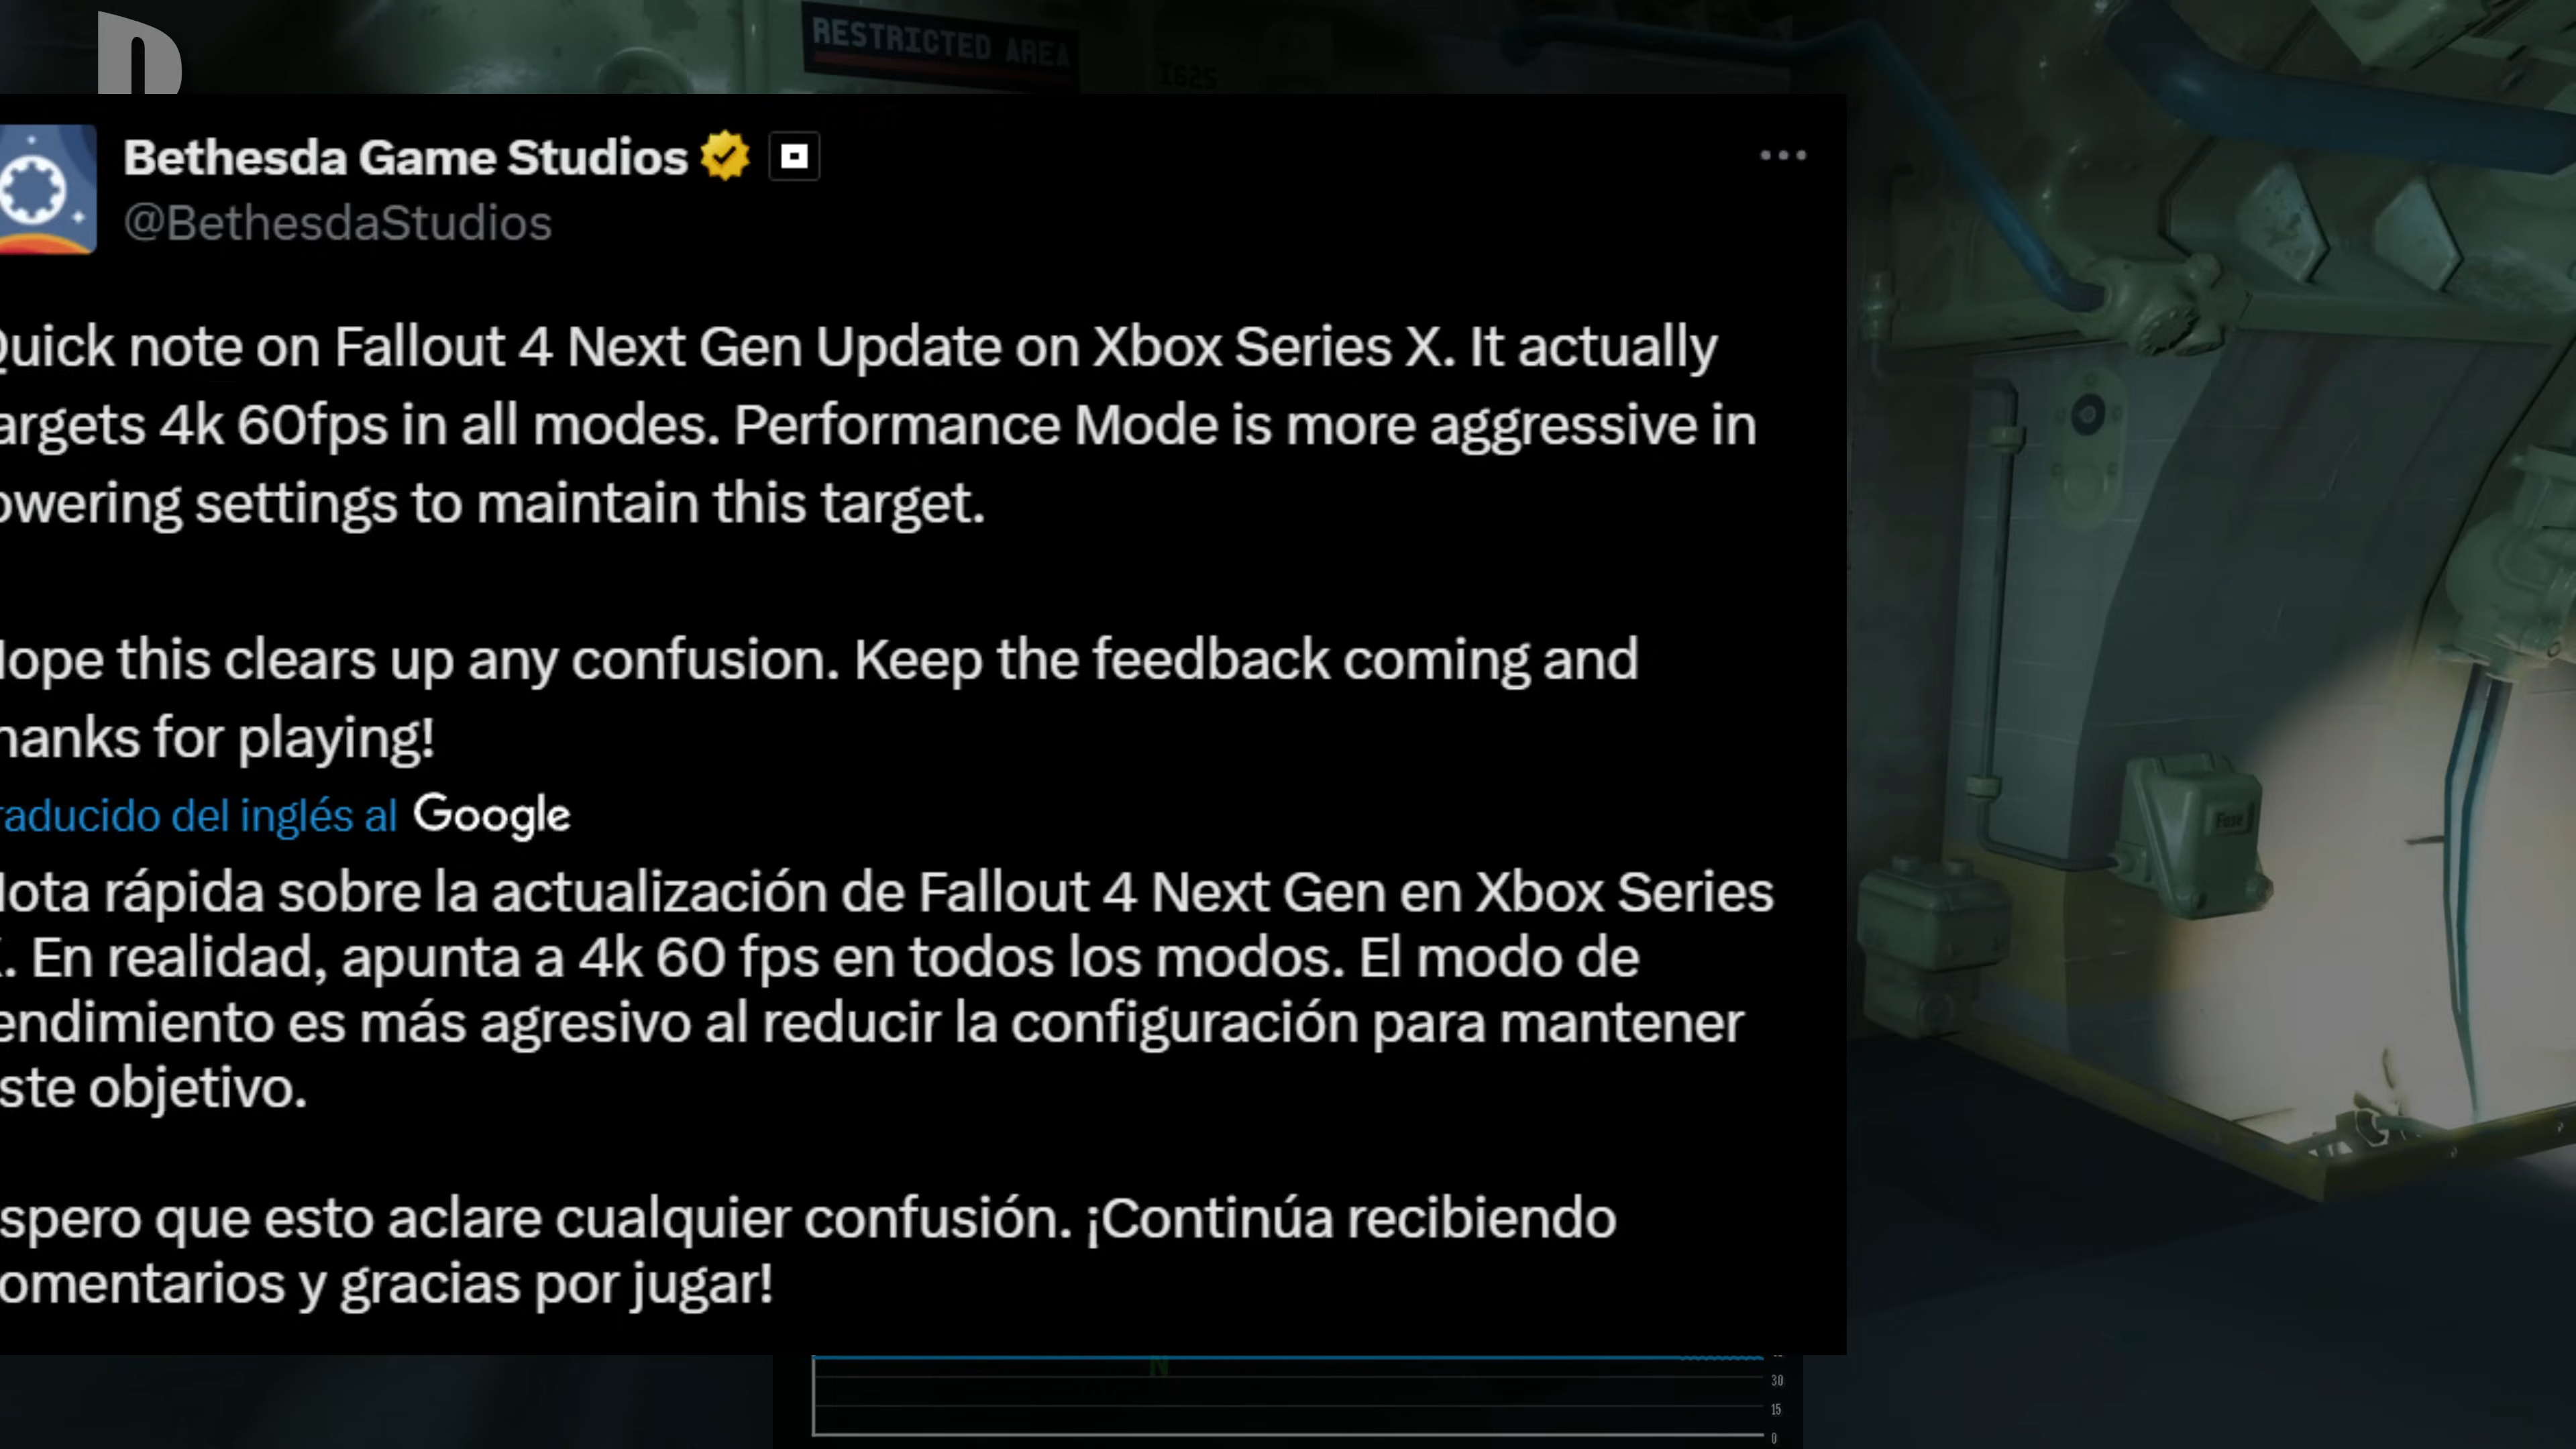 RESTRICTED AREA
1625
Bethesda Game Studios
@BethesdaStudios
uick note on Fallout 4 Next Gen Update on Xbox Series X. It actually
argets 4k 60fps in all modes. Performance Mode is more aggressive in
owering settings to maintain this target.
ope this clears up any confusion. Keep the feedback coming and
hanks for playing!
raducido del inglés al Google
ota rápida sobre la actualización de Fallout 4 Next Gen en Xbox Series
. En realidad, apunta a 4k 60 fps en todos los modos. El modo de
endimiento es más agresivo al reducir la configuración para mantener
ste objetivo.
spero que esto aclare cualquier confusión. ¡Continúa recibiendo
omentarios y gracias por jugar!
Fuse
N
30
15
0